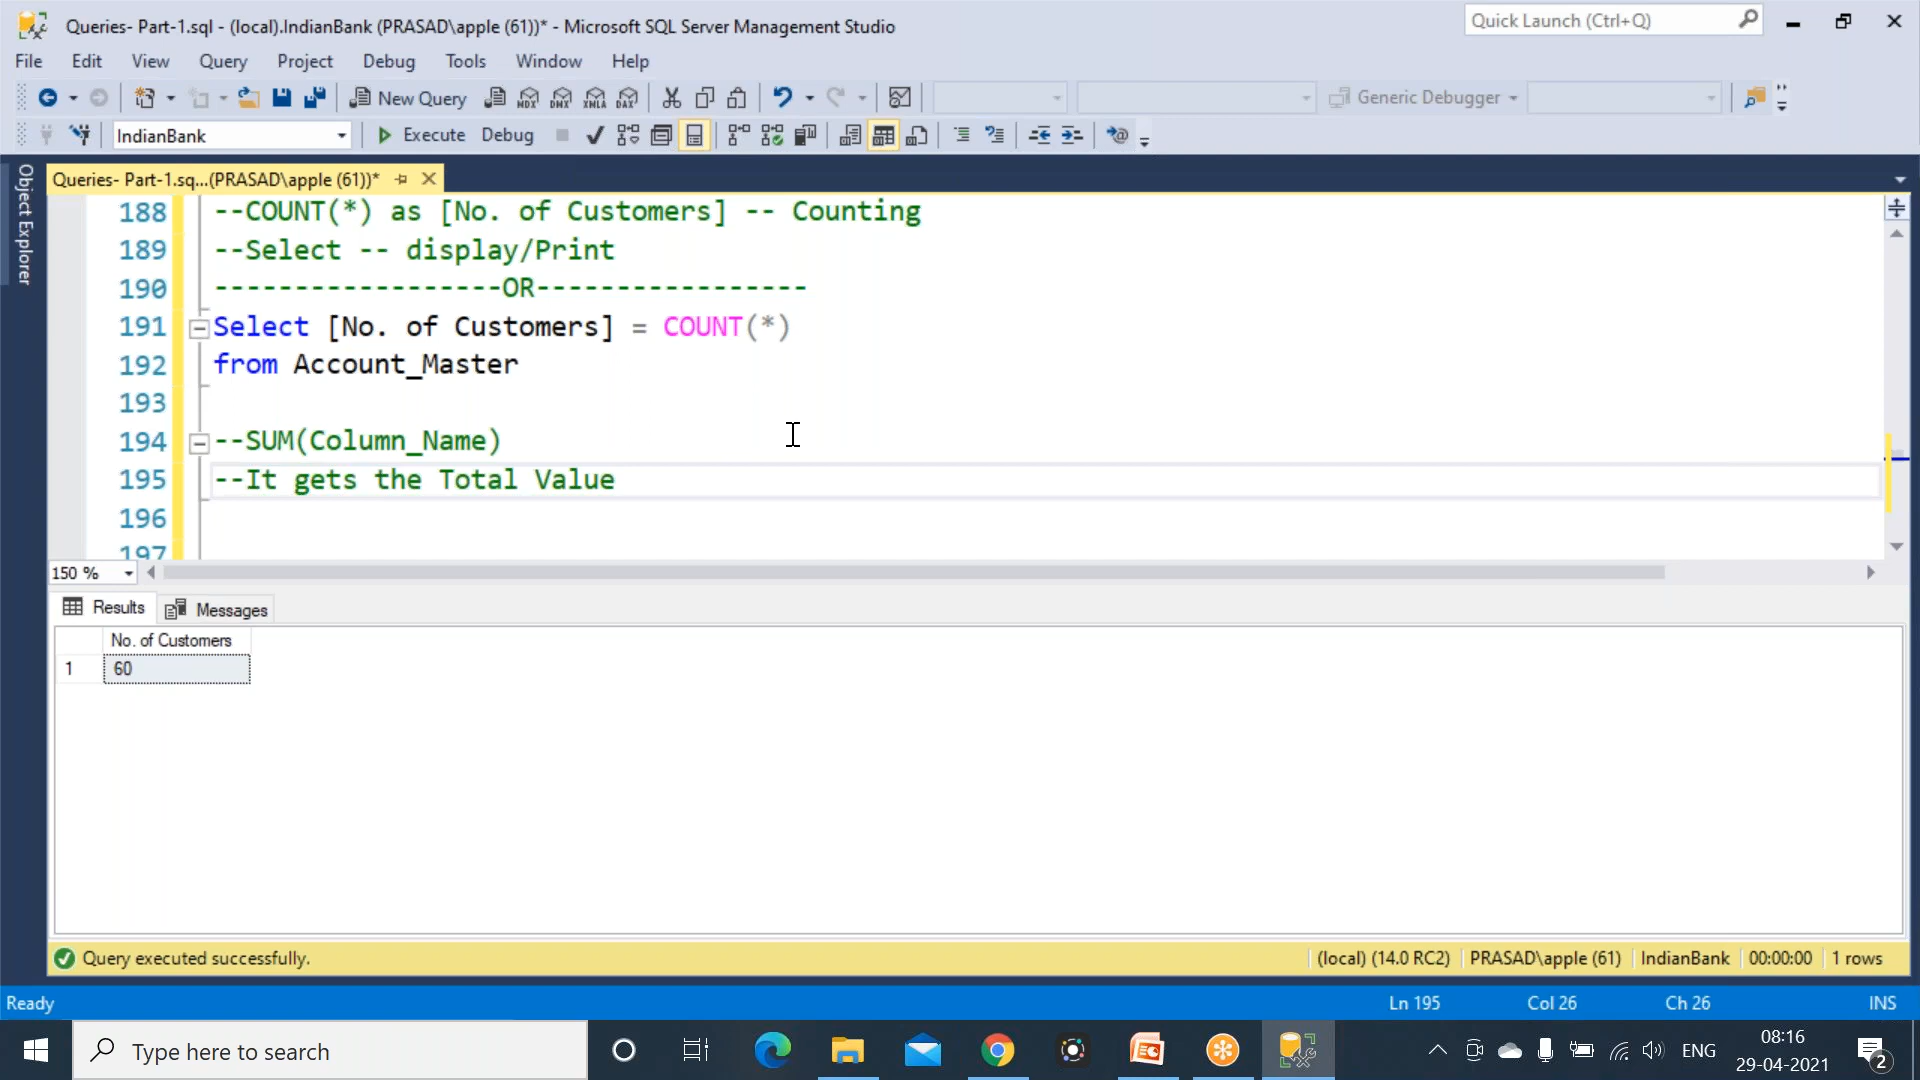 Queries- Part-1.sql - (local).IndianBank (PRASAD\apple (61))* - Microsoft SQL Server Management Studio
Quick Launch (Ctrl+Q)
File Edit View Query Project Debug Tools Window Help
New Query MDX DMX XMLA DAX Generic Debugger
IndianBank Execute Debug
Object Explorer
Queries- Part-1.sq...(PRASAD\apple (61))*
188 --COUNT(*) as [No. of Customers] -- Counting
189 --Select -- display/Print
190 ------------------OR-----------------
191 Select [No. of Customers] = COUNT(*)
192 from Account_Master
193
194 --SUM(Column_Name)
195 --It gets the Total Value
196
197
150 %
Results Messages
No. of Customers
1 60
Query executed successfully. (local) (14.0 RC2) PRASAD\apple (61) IndianBank 00:00:00 1 rows
Ready Ln 195 Col 26 Ch 26 INS
Type here to search
ENG
08:16
29-04-2021
2